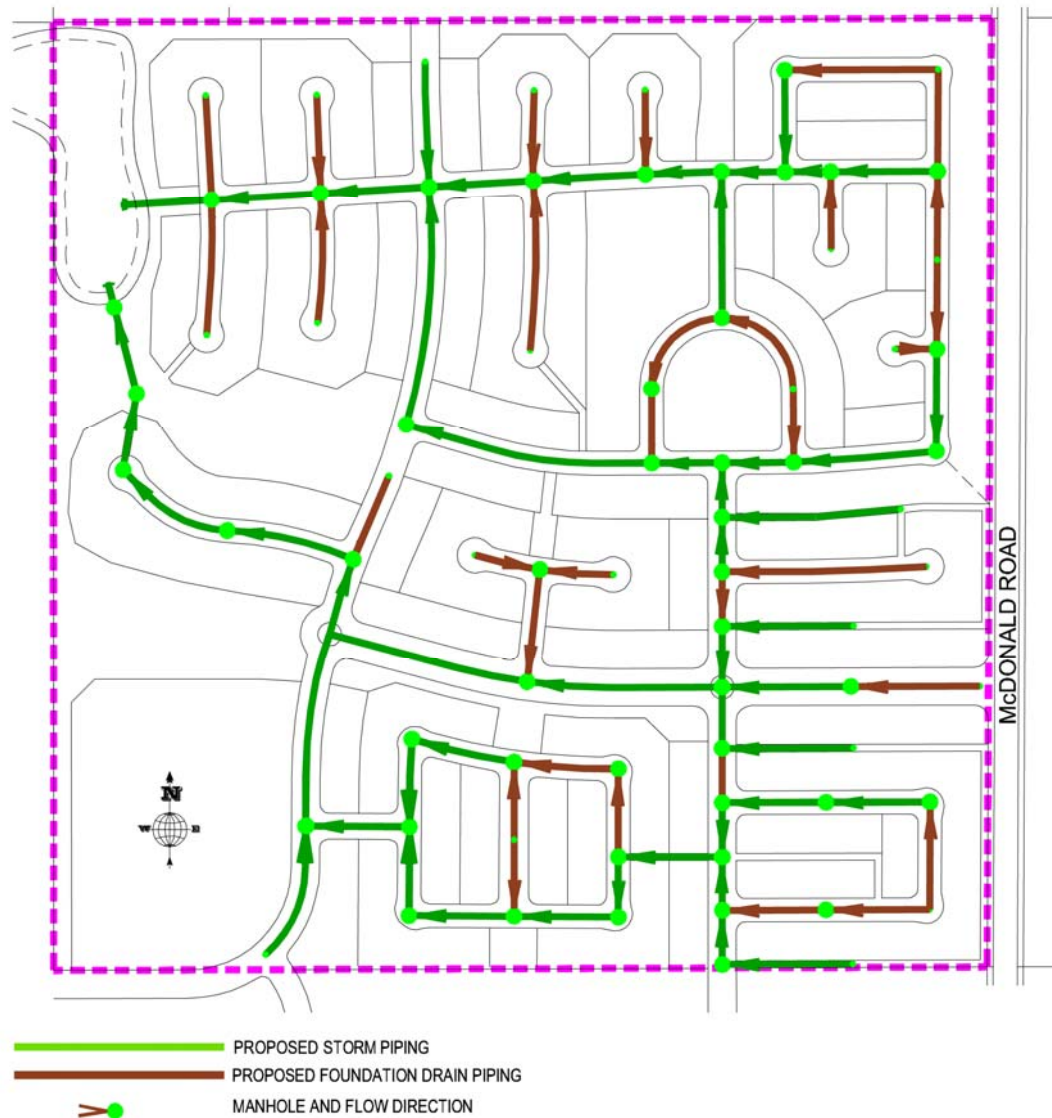 McDONALD ROAD
N
W E
PROPOSED STORM PIPING
PROPOSED FOUNDATION DRAIN PIPING
MANHOLE AND FLOW DIRECTION